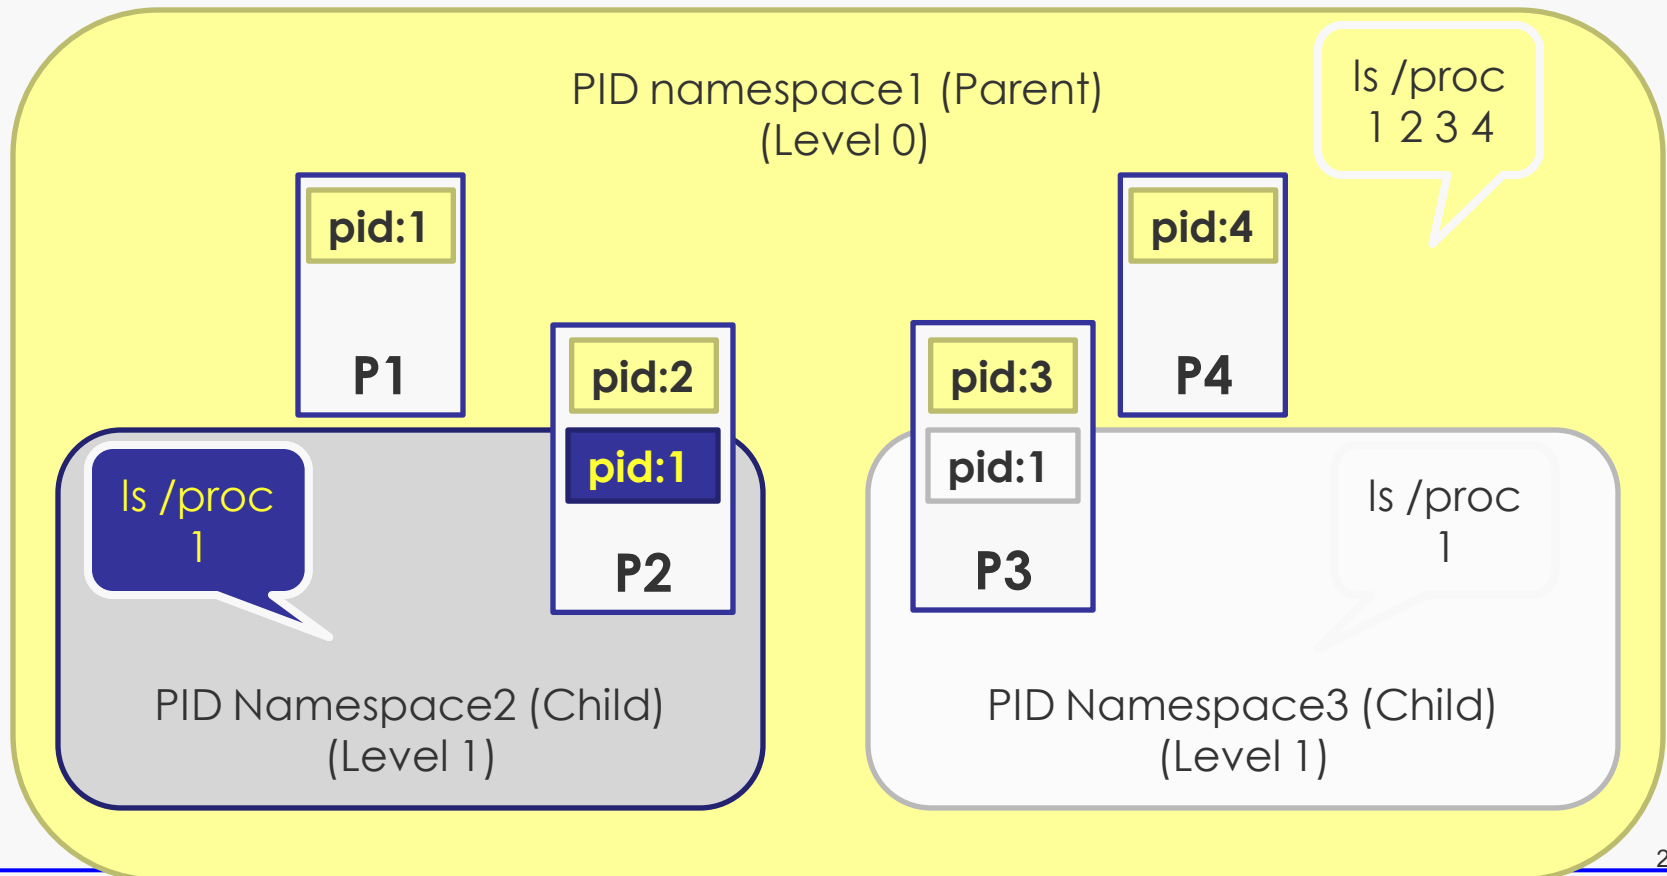 PID namespace1 (Parent)
(Level 0)
ls /proc
1 2 3 4
pid:1
P1
pid:4
P4
pid:2
pid:1
P2
pid:3
pid:1
P3
ls /proc
1
ls /proc
1
PID Namespace2 (Child)
(Level 1)
PID Namespace3 (Child)
(Level 1)
2